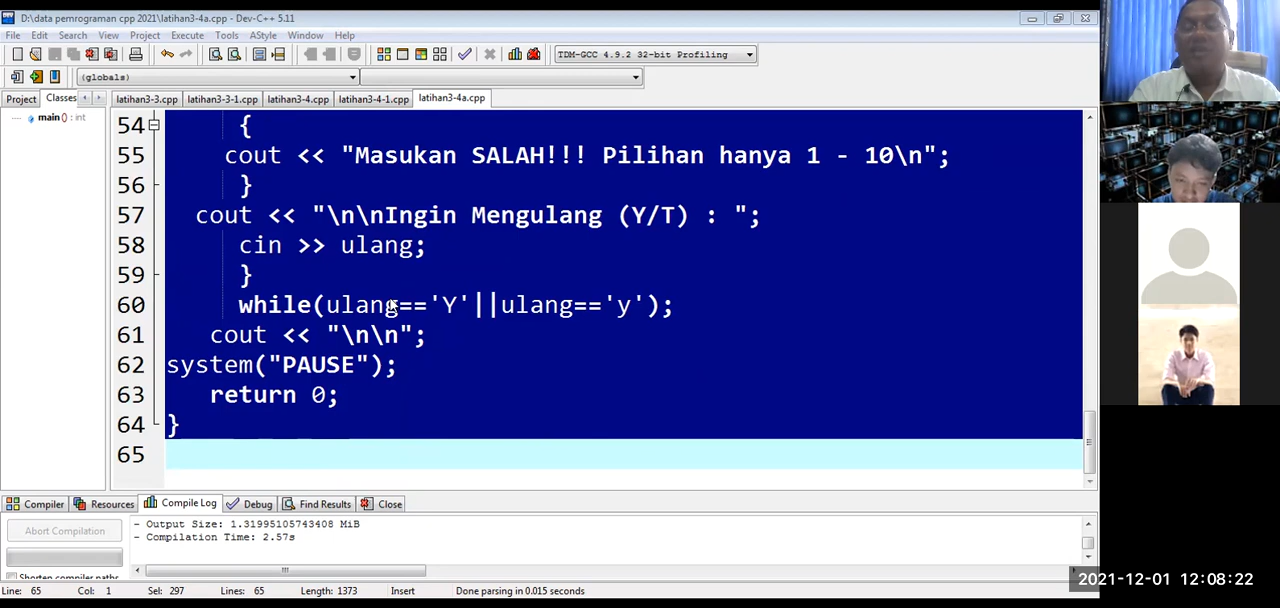 D:\data pemrograman cpp 2021\latihan3-4a.cpp - Dev-C++ 5.11
File Edit Search View Project Execute Tools AStyle Window Help
TDM-GCC 4.9.2 32-bit Profiling
(globals)
Project Classes latihan3-3.cpp latihan3-3-1.cpp latihan3-4.cpp latihan3-4-1.cpp latihan3-4a.cpp
main() : int
54 {
55 cout << "Masukan SALAH!!! Pilihan hanya 1 - 10\n";
56 }
57 cout << "\n\nIngin Mengulang (Y/T) : ";
58 cin >> ulang;
59 }
60 while(ulang=='Y'||ulang=='y');
61 cout << "\n\n";
62 system("PAUSE");
63 return 0;
64 }
65
Compiler Resources Compile Log Debug Find Results Close
Abort Compilation
- Output Size: 1.31995105743408 MiB
- Compilation Time: 2.57s
Shorten compiler paths
Line: 65 Col: 1 Sel: 297 Lines: 65 Length: 1373 Insert Done parsing in 0.015 seconds
2021-12-01 12:08:22